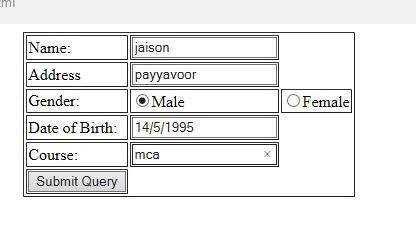 Name: jaison
Address payyavoor
Gender: Male Female
Date of Birth: 14/5/1995
Course: mca ×
Submit Query